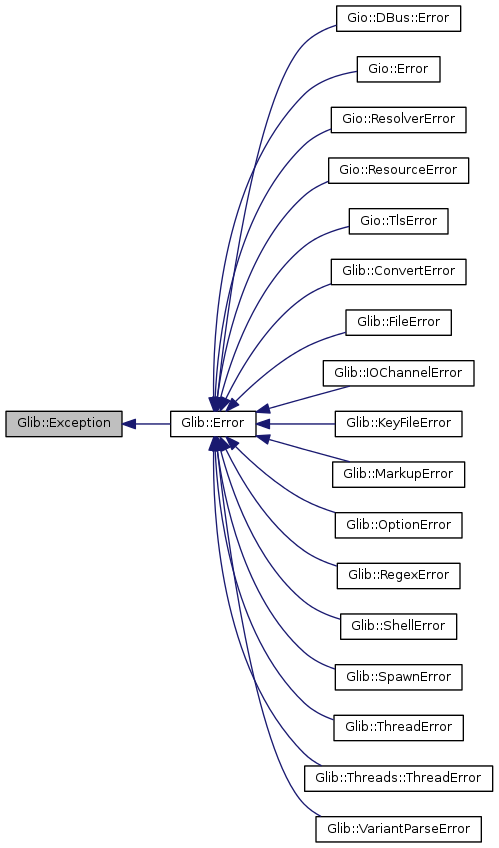 Gio::DBus::Error
Gio::Error
Gio::ResolverError
Gio::ResourceError
Gio::TlsError
Glib::ConvertError
Glib::FileError
Glib::IOChannelError
Glib::Exception
Glib::Error
Glib::KeyFileError
Glib::MarkupError
Glib::OptionError
Glib::RegexError
Glib::ShellError
Glib::SpawnError
Glib::ThreadError
Glib::Threads::ThreadError
Glib::VariantParseError